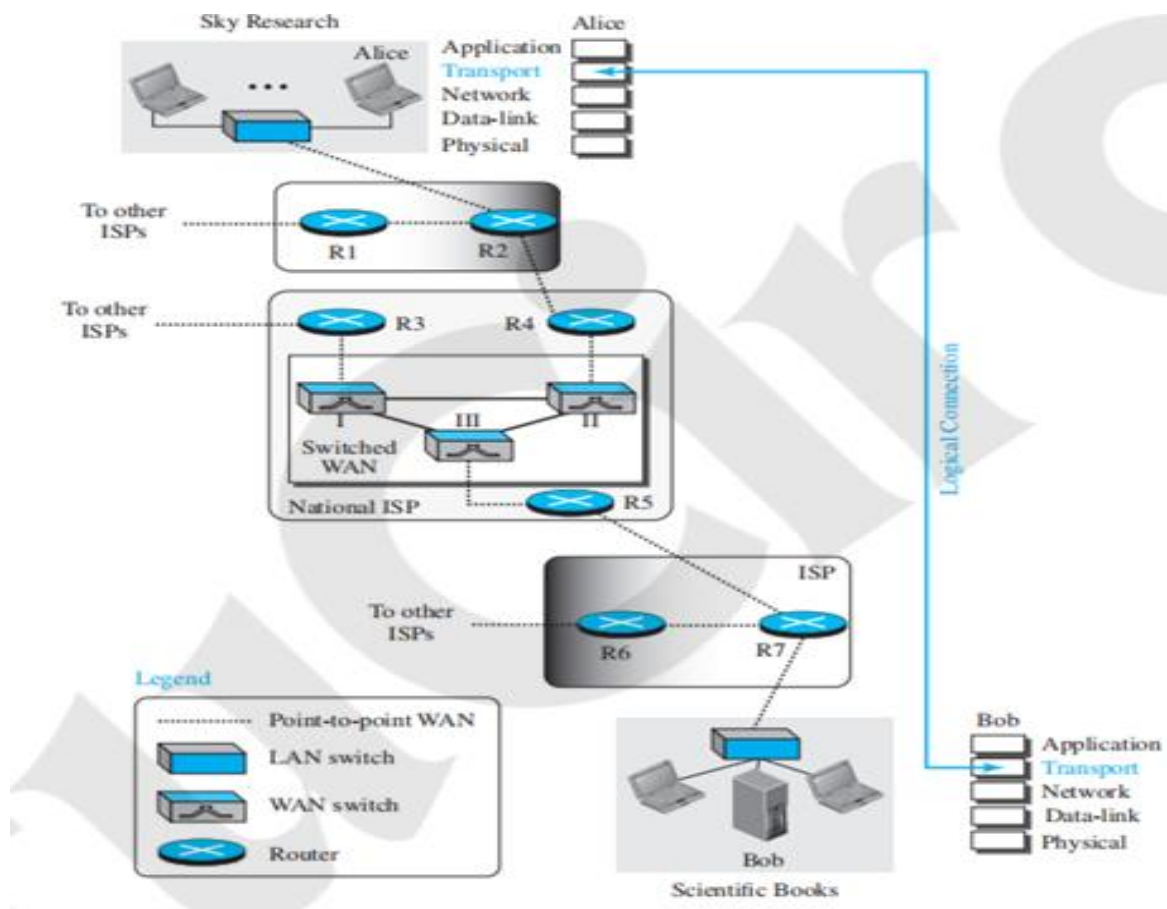 Sky Research
Alice
Alice
Application
Transport
Network
Data-link
Physical
To other
ISPs
R1
R2
To other
ISPs
R3
R4
I
III
II
Switched
WAN
National ISP
R5
Logical Connection
ISP
To other
ISPs
R6
R7
Legend
Point-to-point WAN
LAN switch
WAN switch
Router
Bob
Scientific Books
Bob
Application
Transport
Network
Data-link
Physical